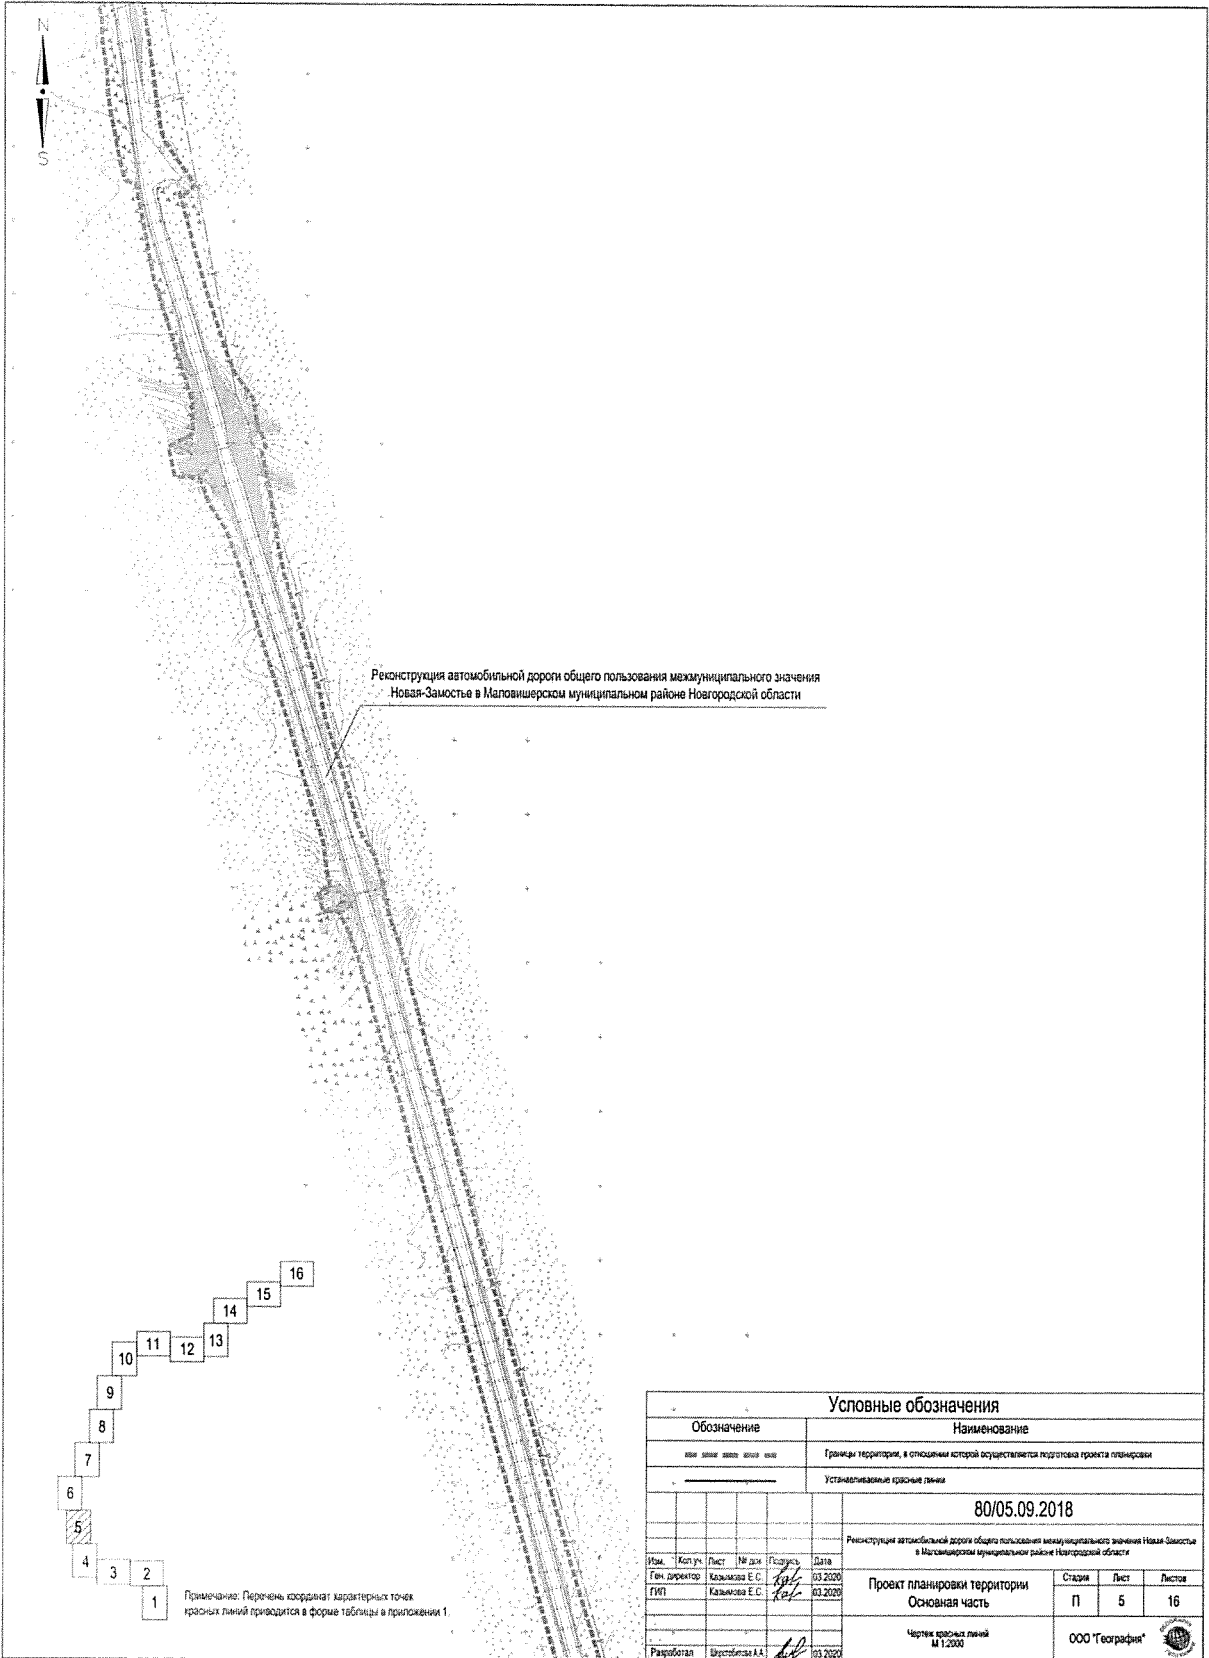 N
S
Реконструкция автомобильной дороги общего пользования межмуниципального значения
Новая-Замостье в Маловишерском муниципальном районе Новгородской области
16
15
14
13
12
11
10
9
8
7
6
5
4
3
2
1
Примечание: Перечень координат характерных точек
красных линий приводится в форме таблицы в приложении 1.
Условные обозначения
Обозначение Наименование
Границы территории, в отношении которой осуществляется подготовка проекта планировки
Устанавливаемые красные линии
80/05.09.2018
Реконструкция автомобильной дороги общего пользования межмуниципального значения Новая-Замостье
в Маловишерском муниципальном районе Новгородской области
Изм. Кол.уч. Лист № док Подпись Дата
Ген. директор Казымова Е.С. 03.2020
ГИП Казымова Е.С. 03.2020
Разработал 03.2020
Проект планировки территории
Основная часть
Стадия Лист Листов
П 5 16
Чертеж красных линий
М 1:2000
ООО "География"